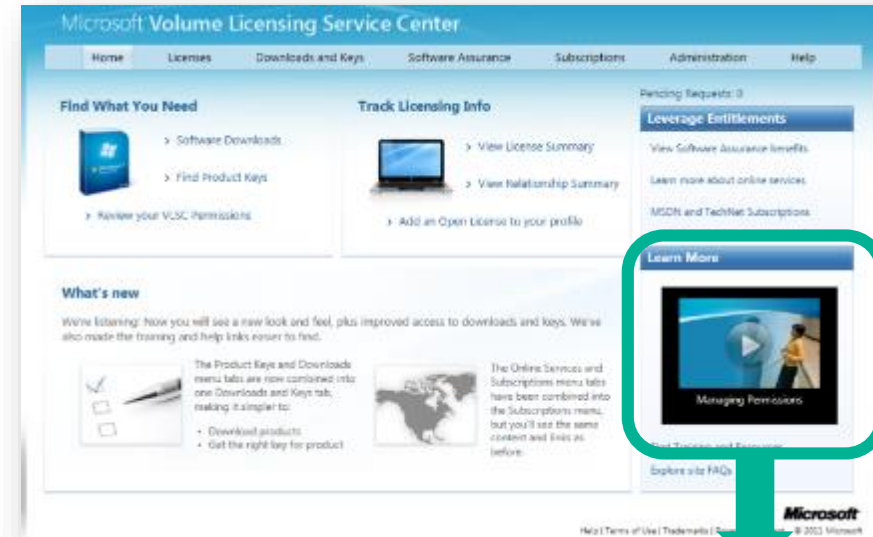 Microsoft Volume Licensing Service Center
Home Licenses Downloads and Keys Software Assurance Subscriptions Administration Help
Find What You Need
> Software Downloads
> Find Product Keys
> Review your VLSC Permissions
Track Licensing Info
> View License Summary
> View Relationship Summary
> Add an Open License to your profile
Pending Requests: 0
Leverage Entitlements
View Software Assurance benefits
Learn more about online services
MSDN and TechNet Subscriptions
Learn More
Managing Permissions
Find Training and Resources
Explore site FAQs
What's new
We're listening: Now you will see a new look and feel, plus improved access to downloads and keys. We've
also made the training and help links easier to find.
The Product Keys and Downloads
menu tabs are now combined into
one Downloads and Keys tab,
making it simpler to:
• Download products
• Get the right key for product
The Online Services and
Subscriptions menu tabs
have been combined into
the Subscriptions menu,
but you'll see the same
content and links as
before.
Microsoft
Help | Terms of Use | Trademarks | © 2011 Microsoft